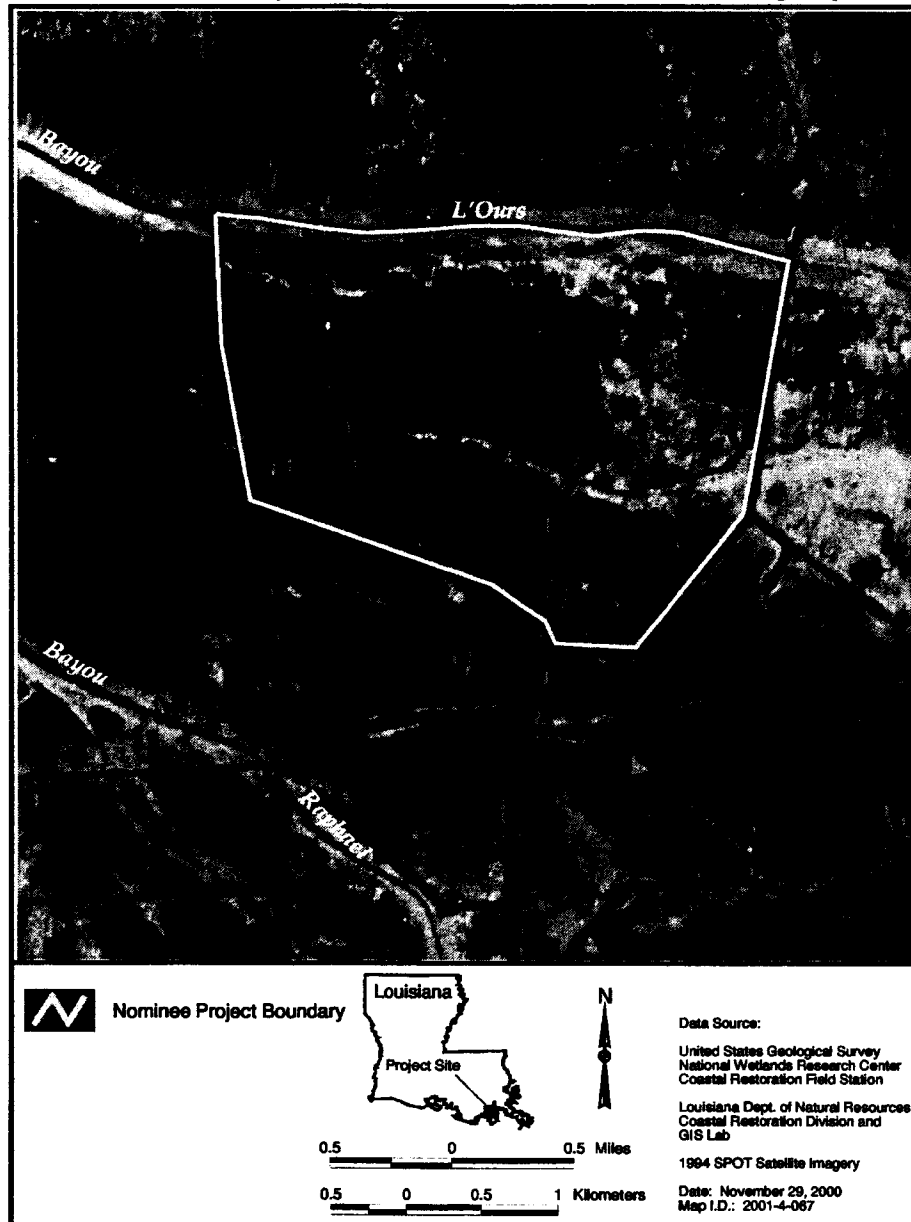 Bayou
L'Ours
Bayou
Raphael
Nominee Project Boundary
Louisiana
Project Site
N
0.5 0 0.5 Miles
0.5 0 0.5 1 Kilometers
Data Source:
United States Geological Survey
National Wetlands Research Center
Coastal Restoration Field Station
Louisiana Dept. of Natural Resources
Coastal Restoration Division and
GIS Lab
1994 SPOT Satellite Imagery
Date: November 29, 2000
Map I.D.: 2001-4-067